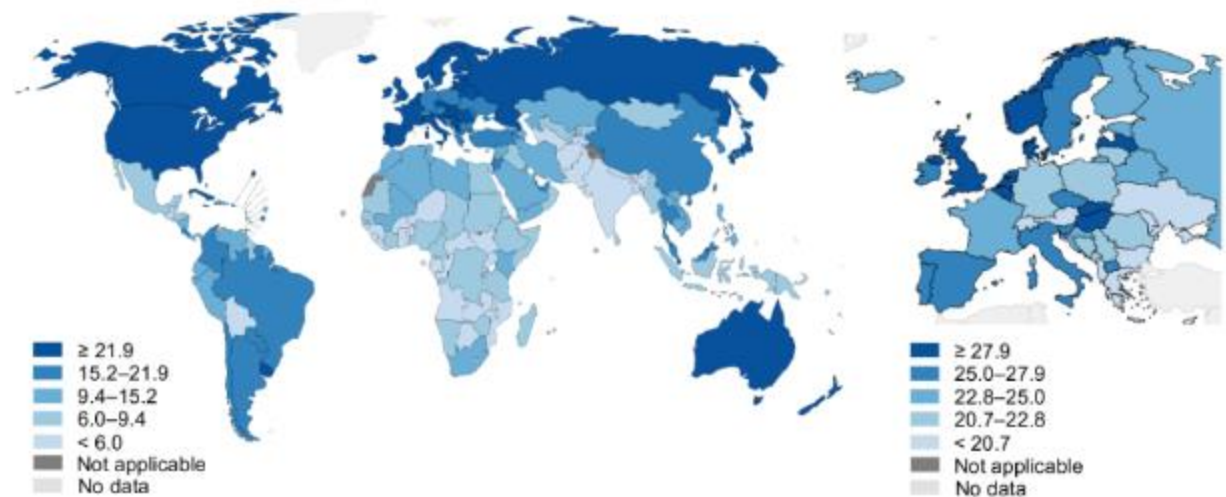 ≥ 21.9
15.2–21.9
9.4–15.2
6.0–9.4
< 6.0
Not applicable
No data
≥ 27.9
25.0–27.9
22.8–25.0
20.7–22.8
< 20.7
Not applicable
No data